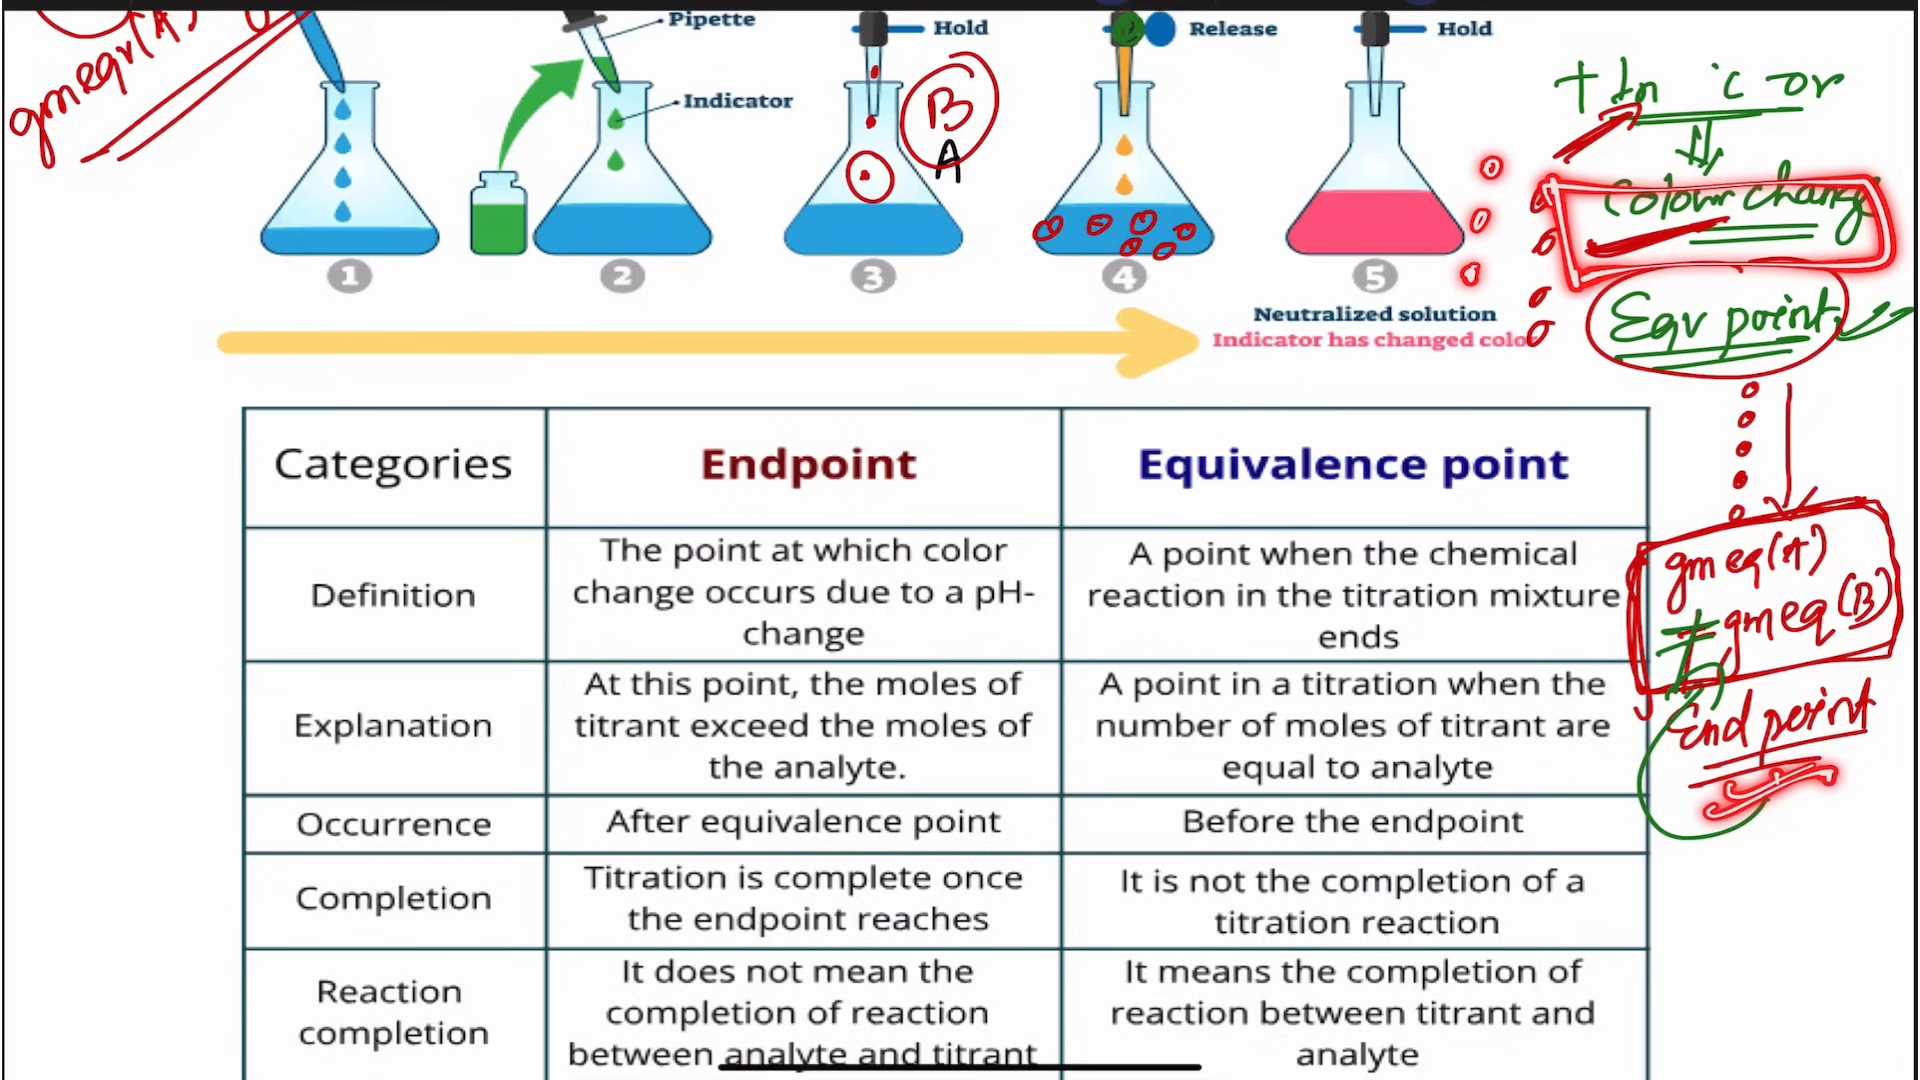 gmeqv(A)
Pipette
Indicator
Hold
B
A
Release
Hold
Colour change
1
2
3
4
5
Neutralized solution
Indicator has changed color
Eqv point
Categories
Endpoint
Equivalence point
Definition
The point at which color
change occurs due to a pH-
change
A point when the chemical
reaction in the titration mixture
ends
gmeq(A)
gmeq(B)
End point
Explanation
At this point, the moles of
titrant exceed the moles of
the analyte.
A point in a titration when the
number of moles of titrant are
equal to analyte
Occurrence
After equivalence point
Before the endpoint
Completion
Titration is complete once
the endpoint reaches
It is not the completion of a
titration reaction
Reaction
completion
It does not mean the
completion of reaction
between analyte and titrant
It means the completion of
reaction between titrant and
analyte